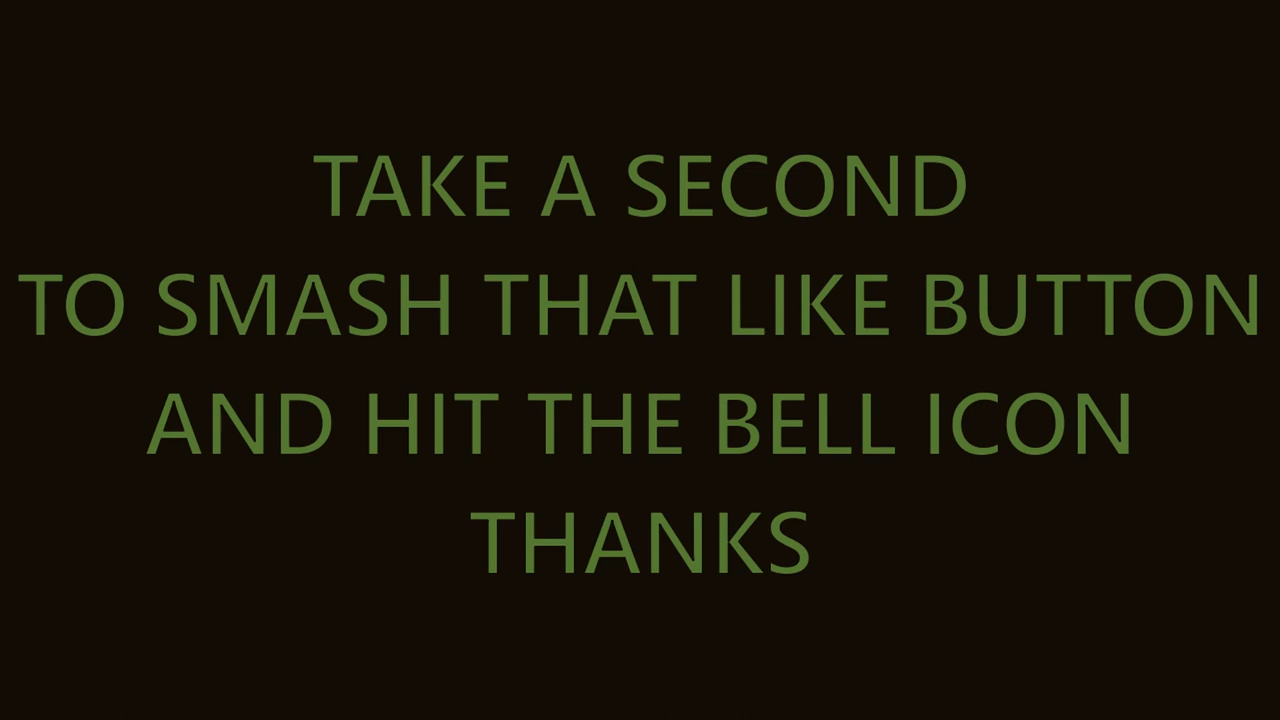 TAKE A SECOND
TO SMASH THAT LIKE BUTTON
AND HIT THE BELL ICON
THANKS